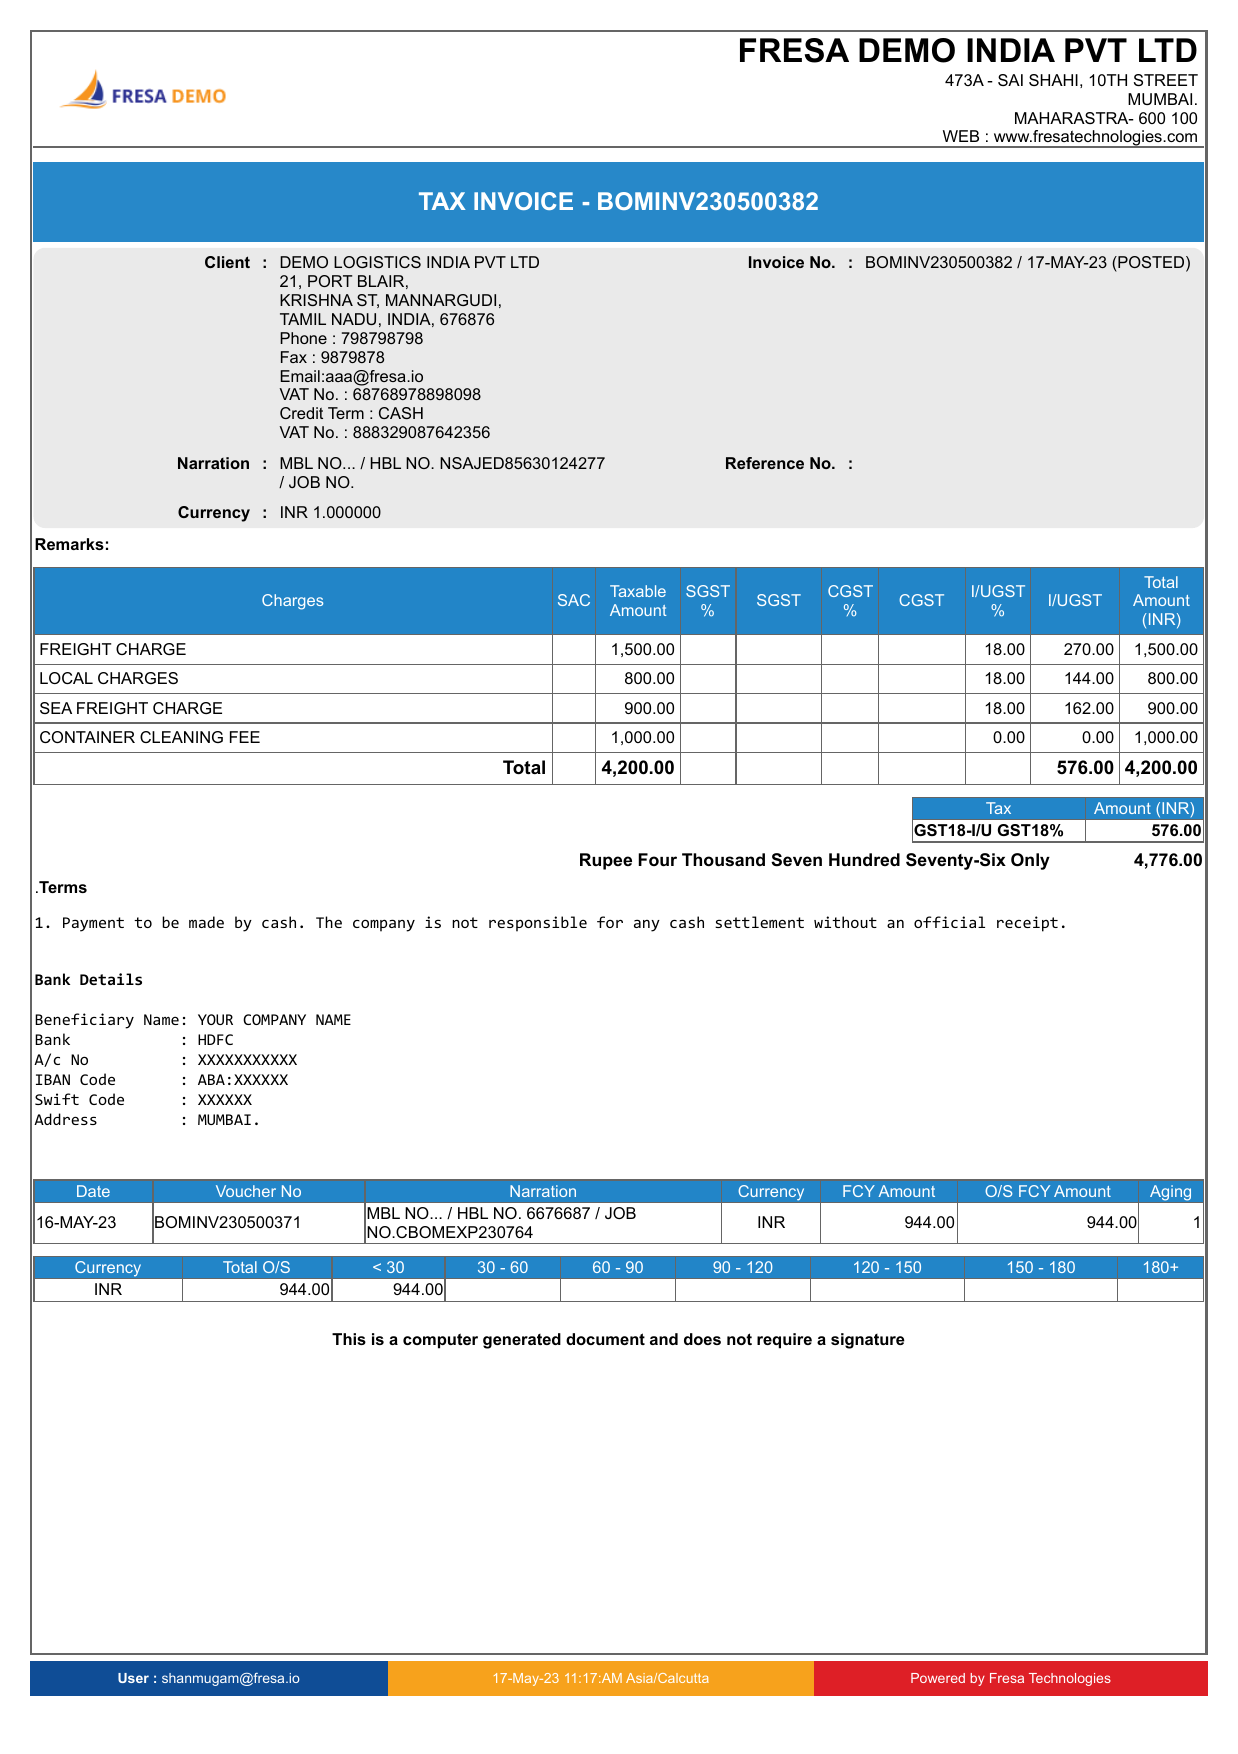 FRESA DEMO
FRESA DEMO INDIA PVT LTD
473A - SAI SHAHI, 10TH STREET
MUMBAI.
MAHARASTRA- 600 100
WEB : www.fresatechnologies.com
TAX INVOICE - BOMINV230500382
Client : DEMO LOGISTICS INDIA PVT LTD Invoice No. : BOMINV230500382 / 17-MAY-23 (POSTED)
21, PORT BLAIR,
KRISHNA ST, MANNARGUDI,
TAMIL NADU, INDIA, 676876
Phone : 798798798
Fax : 9879878
Email:aaa@fresa.io
VAT No. : 68768978898098
Credit Term : CASH
VAT No. : 888329087642356
Narration : MBL NO... / HBL NO. NSAJED85630124277 Reference No. :
/ JOB NO.
Currency : INR 1.000000
Remarks:
Charges SAC Taxable Amount SGST % SGST CGST % CGST I/UGST % I/UGST Total Amount (INR)
FREIGHT CHARGE 1,500.00 18.00 270.00 1,500.00
LOCAL CHARGES 800.00 18.00 144.00 800.00
SEA FREIGHT CHARGE 900.00 18.00 162.00 900.00
CONTAINER CLEANING FEE 1,000.00 0.00 0.00 1,000.00
Total 4,200.00 576.00 4,200.00
Tax Amount (INR)
GST18-I/U GST18% 576.00
Rupee Four Thousand Seven Hundred Seventy-Six Only 4,776.00
.Terms
1. Payment to be made by cash. The company is not responsible for any cash settlement without an official receipt.
Bank Details
Beneficiary Name: YOUR COMPANY NAME
Bank : HDFC
A/c No : XXXXXXXXXXX
IBAN Code : ABA:XXXXXX
Swift Code : XXXXXX
Address : MUMBAI.
Date Voucher No Narration Currency FCY Amount O/S FCY Amount Aging
16-MAY-23 BOMINV230500371 MBL NO... / HBL NO. 6676687 / JOB NO.CBOMEXP230764 INR 944.00 944.00 1
Currency Total O/S < 30 30 - 60 60 - 90 90 - 120 120 - 150 150 - 180 180+
INR 944.00 944.00
This is a computer generated document and does not require a signature
User : shanmugam@fresa.io 17-May-23 11:17:AM Asia/Calcutta Powered by Fresa Technologies